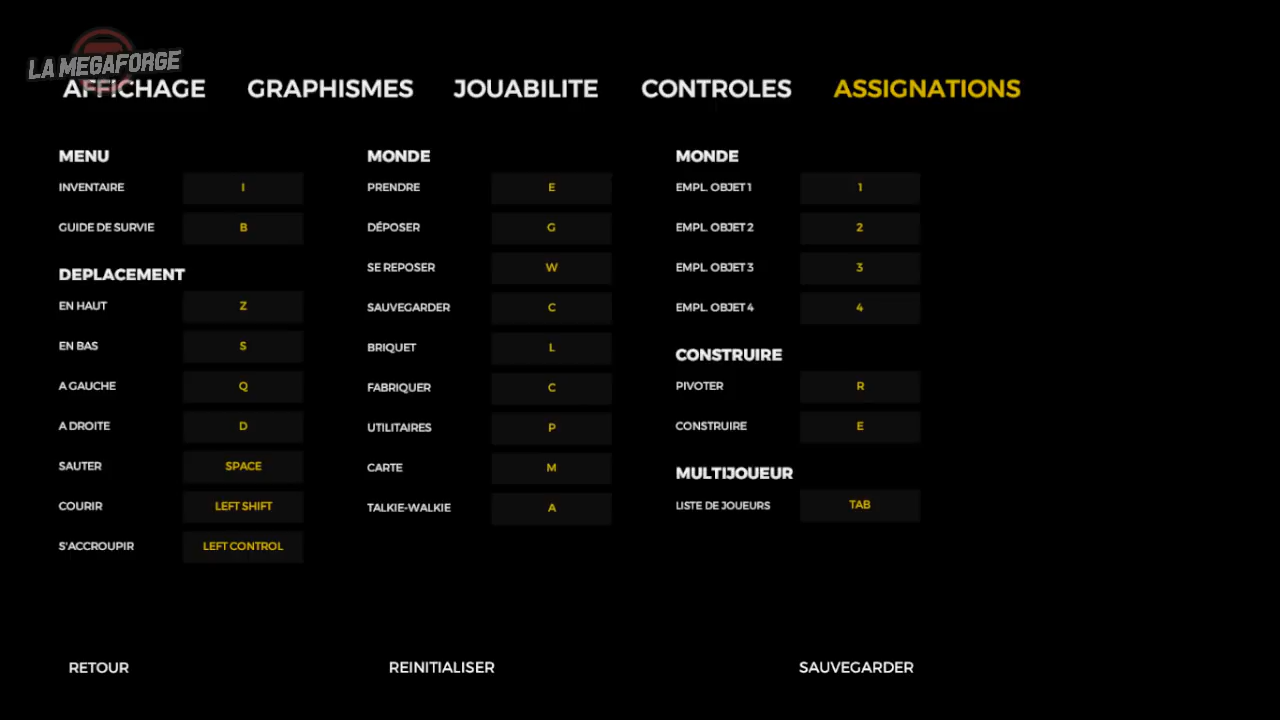 LA MEGAFORGE
AFFICHAGE GRAPHISMES JOUABILITE CONTROLES ASSIGNATIONS
MENU
INVENTAIRE I
GUIDE DE SURVIE B
DEPLACEMENT
EN HAUT Z
EN BAS S
A GAUCHE Q
A DROITE D
SAUTER SPACE
COURIR LEFT SHIFT
S'ACCROUPIR LEFT CONTROL
MONDE
PRENDRE E
DÉPOSER G
SE REPOSER W
SAUVEGARDER C
BRIQUET L
FABRIQUER C
UTILITAIRES P
CARTE M
TALKIE-WALKIE A
MONDE
EMPL. OBJET 1 1
EMPL. OBJET 2 2
EMPL. OBJET 3 3
EMPL. OBJET 4 4
CONSTRUIRE
PIVOTER R
CONSTRUIRE E
MULTIJOUEUR
LISTE DE JOUEURS TAB
RETOUR REINITIALISER SAUVEGARDER